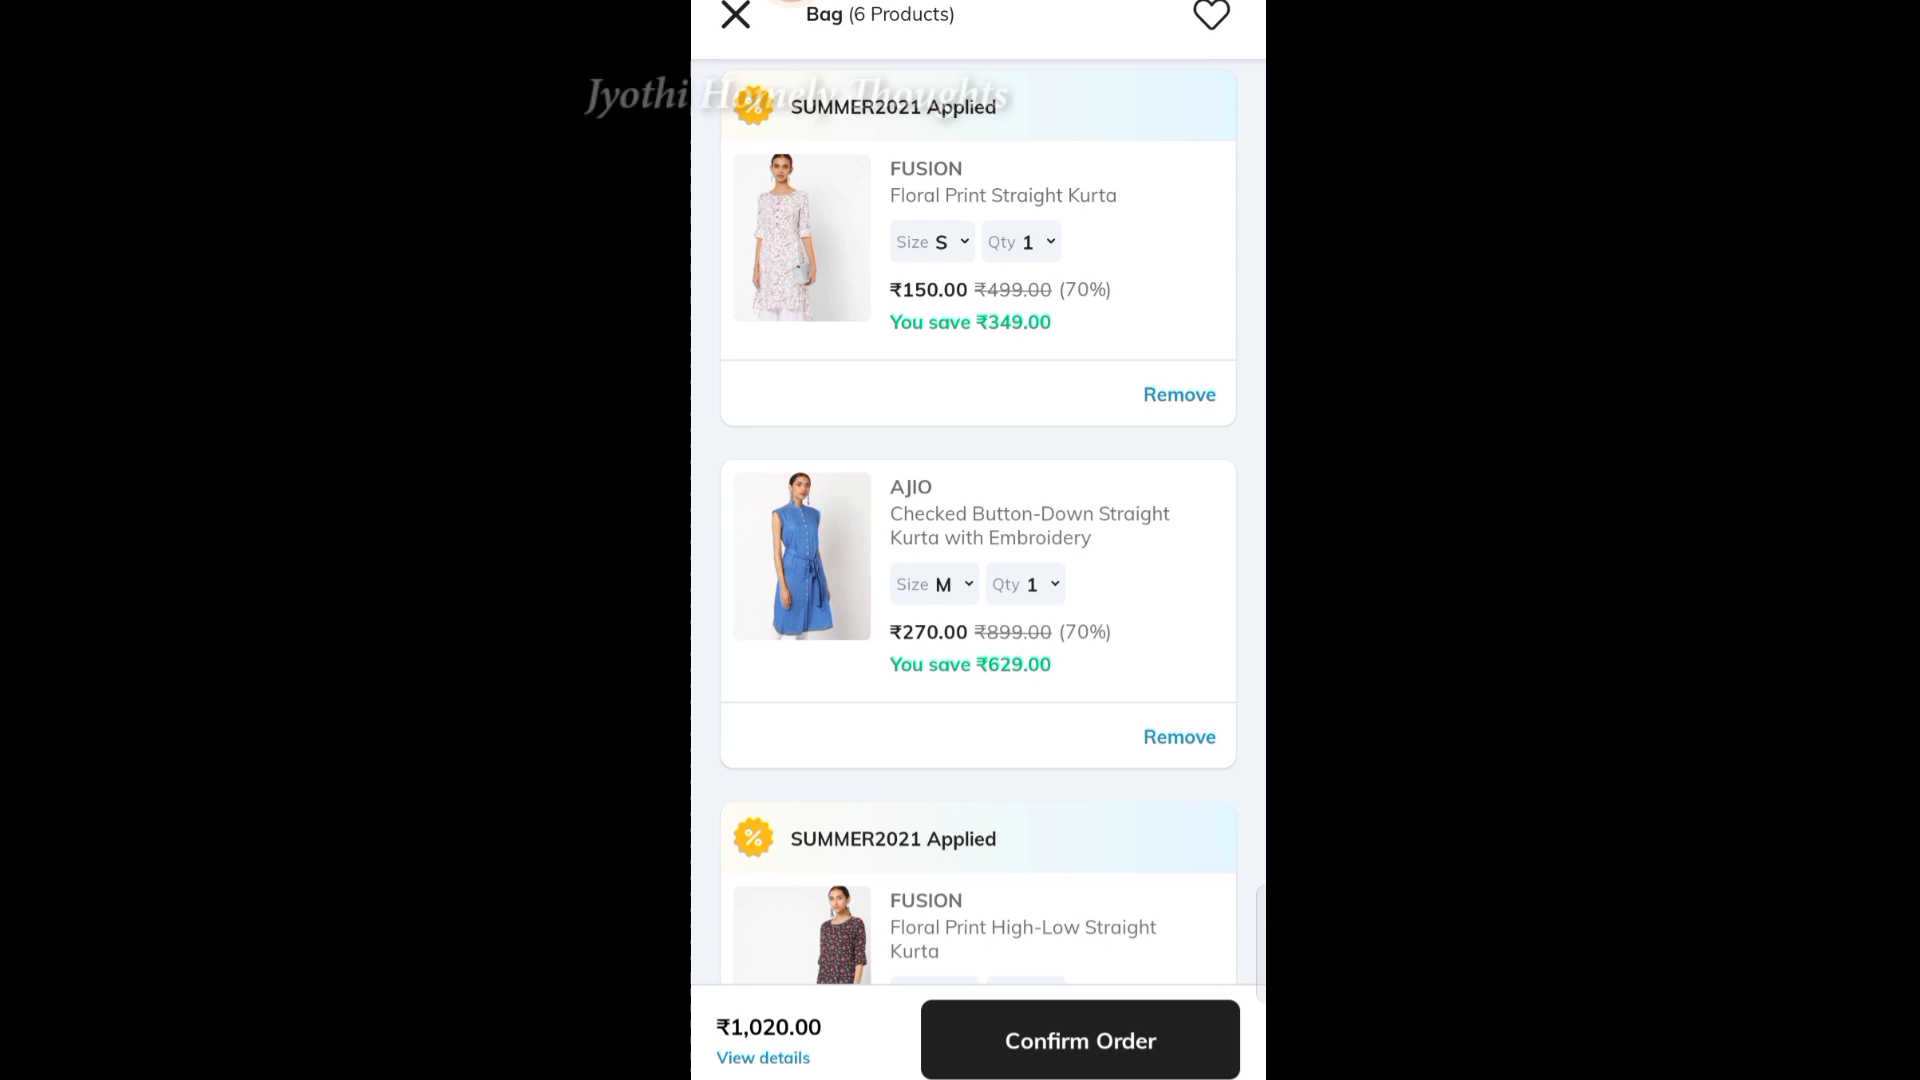 Bag (6 Products)
Jyothi Homely Thoughts
SUMMER2021 Applied
FUSION
Floral Print Straight Kurta
Size S Qty 1
₹150.00 ₹499.00 (70%)
You save ₹349.00
Remove
AJIO
Checked Button-Down Straight
Kurta with Embroidery
Size M Qty 1
₹270.00 ₹899.00 (70%)
You save ₹629.00
Remove
SUMMER2021 Applied
FUSION
Floral Print High-Low Straight
Kurta
₹1,020.00
View details
Confirm Order